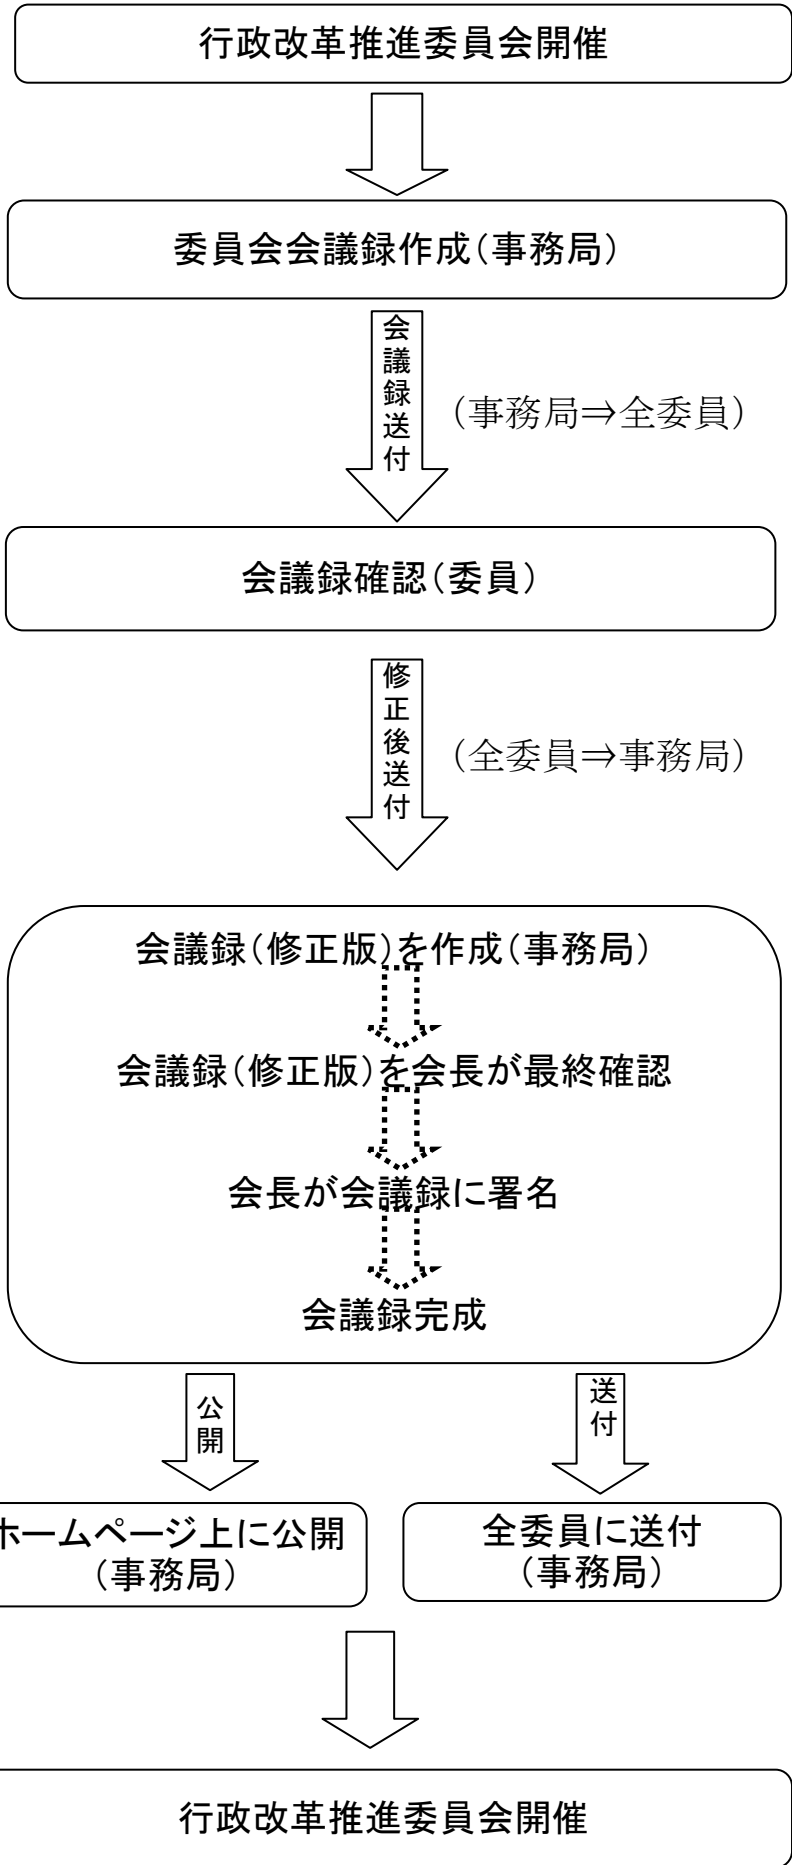 行政改革推進委員会開催
委員会会議録作成(事務局)
会議録送付
(事務局⇒全委員)
会議録確認(委員)
修正後送付
(全委員⇒事務局)
会議録(修正版)を作成(事務局)
会議録(修正版)を会長が最終確認
会長が会議録に署名
会議録完成
公開
送付
ホームページ上に公開
(事務局)
全委員に送付
(事務局)
行政改革推進委員会開催